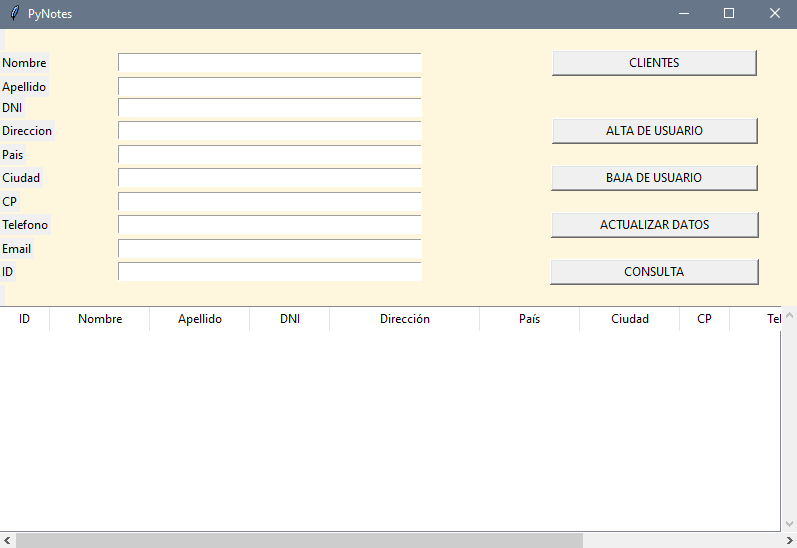 PyNotes
Nombre
CLIENTES
Apellido
DNI
Direccion
ALTA DE USUARIO
Pais
Ciudad
BAJA DE USUARIO
CP
Telefono
ACTUALIZAR DATOS
Email
ID
CONSULTA
ID Nombre Apellido DNI Dirección País Ciudad CP Tel